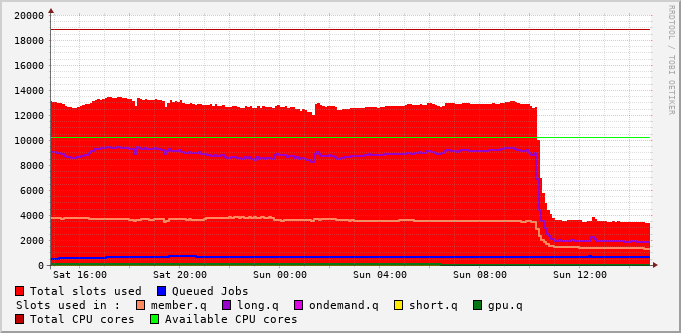 20000
18000
16000
14000
12000
10000
8000
6000
4000
2000
0
Sat 16:00 Sat 20:00 Sun 00:00 Sun 04:00 Sun 08:00 Sun 12:00
RRDTOOL / TOBI OETIKER
Total slots used Queued Jobs
Slots used in : member.q long.q ondemand.q short.q gpu.q
Total CPU cores Available CPU cores